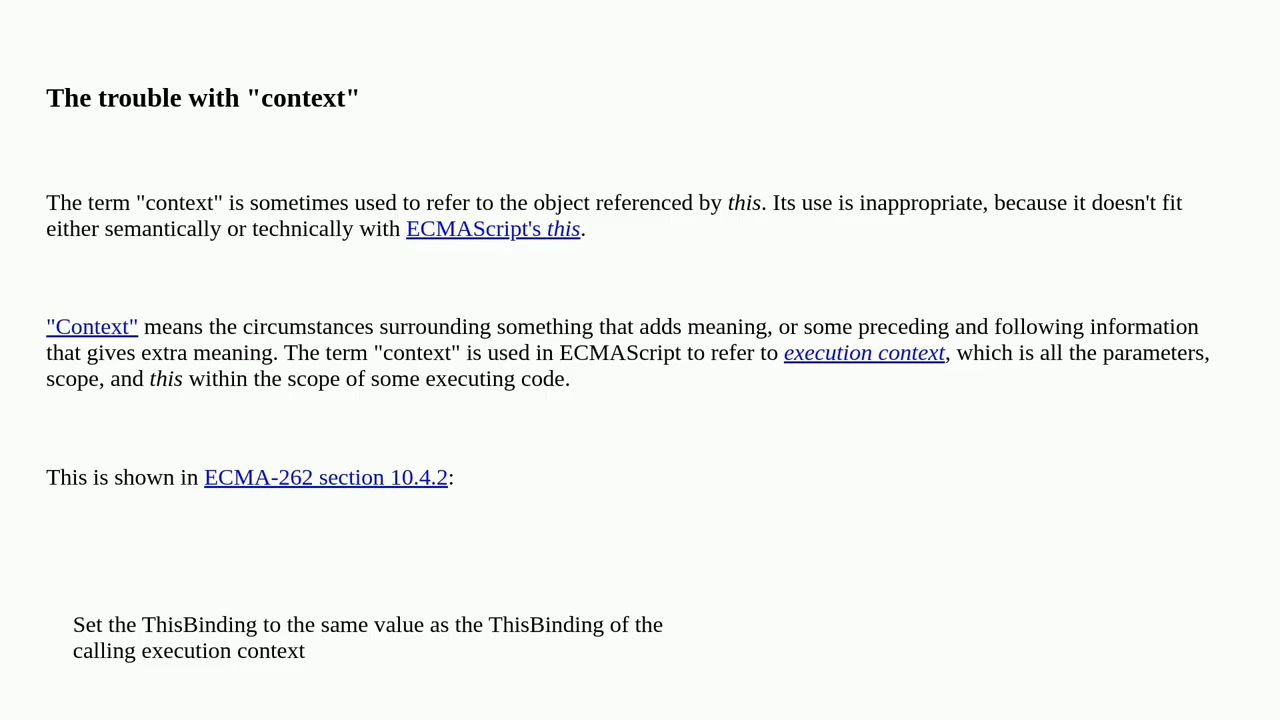 The trouble with "context"
The term "context" is sometimes used to refer to the object referenced by this. Its use is inappropriate, because it doesn't fit
either semantically or technically with ECMAScript's this.
"Context" means the circumstances surrounding something that adds meaning, or some preceding and following information
that gives extra meaning. The term "context" is used in ECMAScript to refer to execution context, which is all the parameters,
scope, and this within the scope of some executing code.
This is shown in ECMA-262 section 10.4.2:
Set the ThisBinding to the same value as the ThisBinding of the
calling execution context